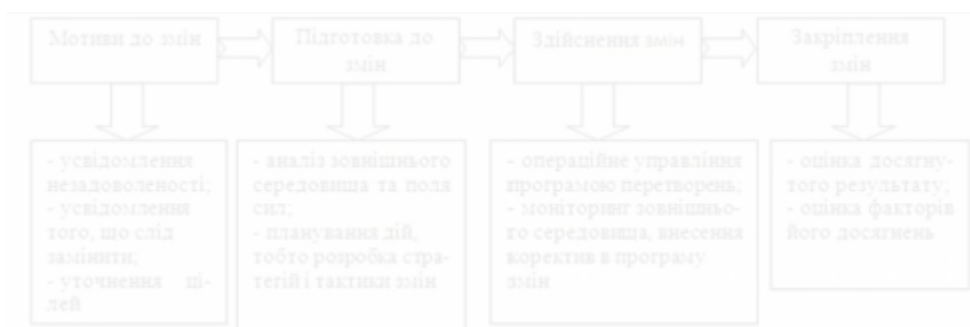 Мотиви до змін
Підготовка до
змін
Здійснення змін
Закріплення
змін
- усвідомлення
незадоволеності;
- усвідомлення
того, що слід
замінити;
- уточнення ці-
лей
- аналіз зовнішнього
середовища та поля
сил;
- планування дій,
тобто розробка стра-
тегій і тактики змін
- операційне управління
програмою перетворень;
- моніторинг зовнішньо-
го середовища, внесення
коректив в програму
змін
- оцінка досягну-
того результату;
- оцінка факторів
його досягнень